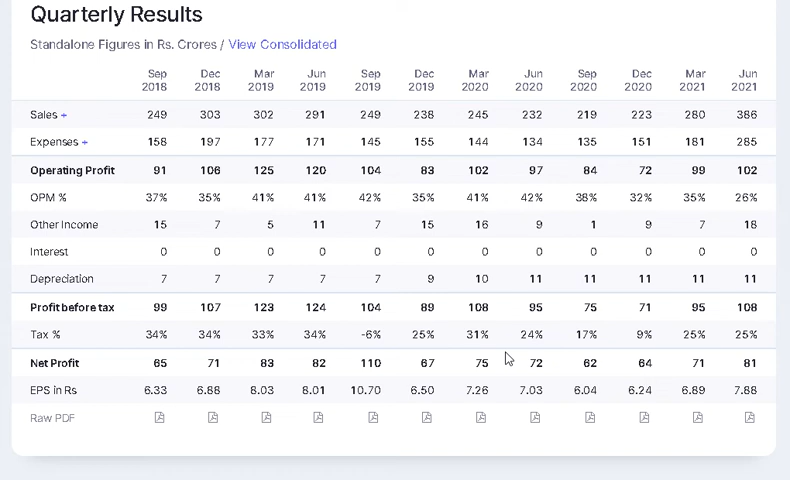 Quarterly Results
Standalone Figures in Rs. Crores / View Consolidated
Sep 2018 Dec 2018 Mar 2019 Jun 2019 Sep 2019 Dec 2019 Mar 2020 Jun 2020 Sep 2020 Dec 2020 Mar 2021 Jun 2021
Sales + 249 303 302 291 249 238 245 232 219 223 280 386
Expenses + 158 197 177 171 145 155 144 134 135 151 181 285
Operating Profit 91 106 125 120 104 83 102 97 84 72 99 102
OPM % 37% 35% 41% 41% 42% 35% 41% 42% 38% 32% 35% 26%
Other Income 15 7 5 11 7 15 16 9 1 9 7 18
Interest 0 0 0 0 0 0 0 0 0 0 0 0
Depreciation 7 7 7 7 7 9 10 11 11 11 11 11
Profit before tax 99 107 123 124 104 89 108 95 75 71 95 108
Tax % 34% 34% 33% 34% -6% 25% 31% 24% 17% 9% 25% 25%
Net Profit 65 71 83 82 110 67 75 72 62 64 71 81
EPS in Rs 6.33 6.88 8.03 8.01 10.70 6.50 7.26 7.03 6.04 6.24 6.89 7.88
Raw PDF